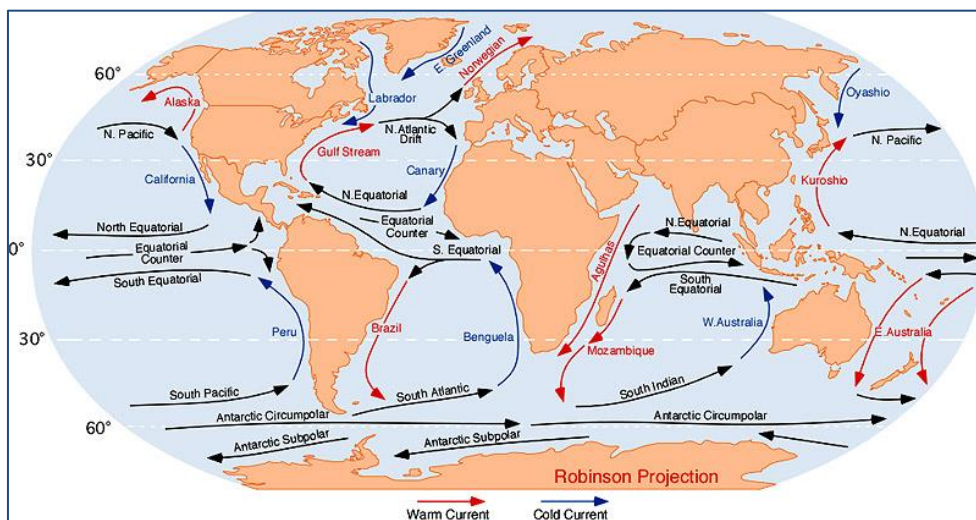 60°
30°
0°
30°
60°
Alaska
N. Pacific
California
North Equatorial
Equatorial
Counter
South Equatorial
Peru
South Pacific
Antarctic Circumpolar
Antarctic Subpolar
Labrador
E. Greenland
Norwegian
N.Atlantic
Drift
Gulf Stream
Canary
N.Equatorial
Equatorial
Counter
S. Equatorial
Brazil
Benguela
South Atlantic
Antarctic Subpolar
Agulhas
Mozambique
N.Equatorial
Equatorial Counter
South
Equatorial
W.Australia
South Indian
Antarctic Circumpolar
Oyashio
N. Pacific
Kuroshio
N.Equatorial
E.Australia
Robinson Projection
Warm Current
Cold Current